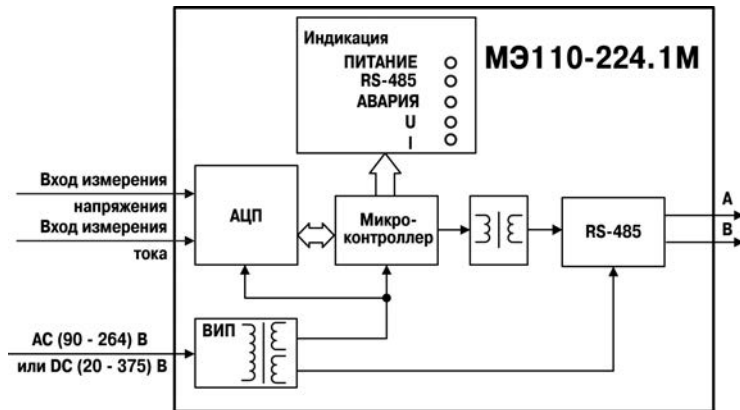 Индикация
ПИТАНИЕ
RS-485
АВАРИЯ
U
I
МЭ110-224.1М
Вход измерения
напряжения
Вход измерения
тока
АЦП
Микро-
контроллер
RS-485
A
B
ВИП
AC (90 - 264) В
или DC (20 - 375) В